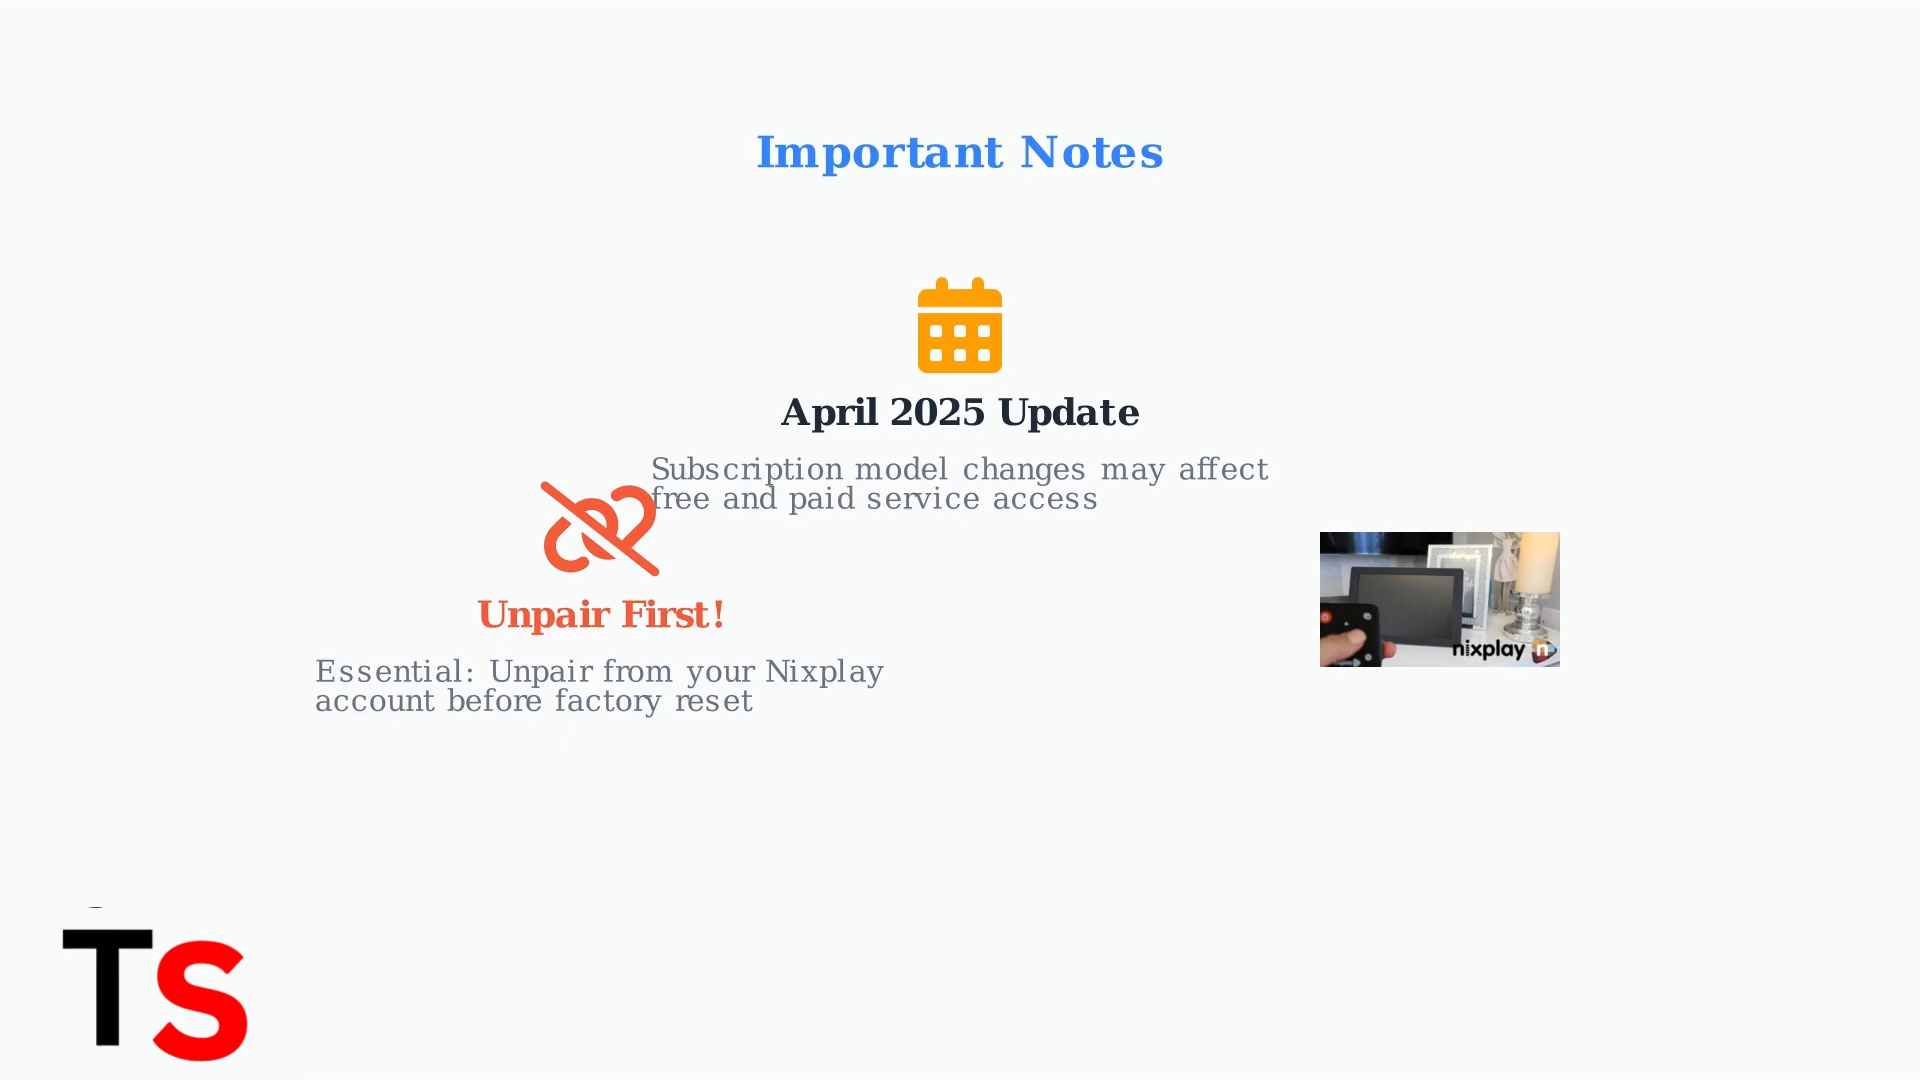 Important Notes
April 2025 Update
Subscription model changes may affect
free and paid service access
Unpair First!
Essential: Unpair from your Nixplay
account before factory reset
nixplay n
TS